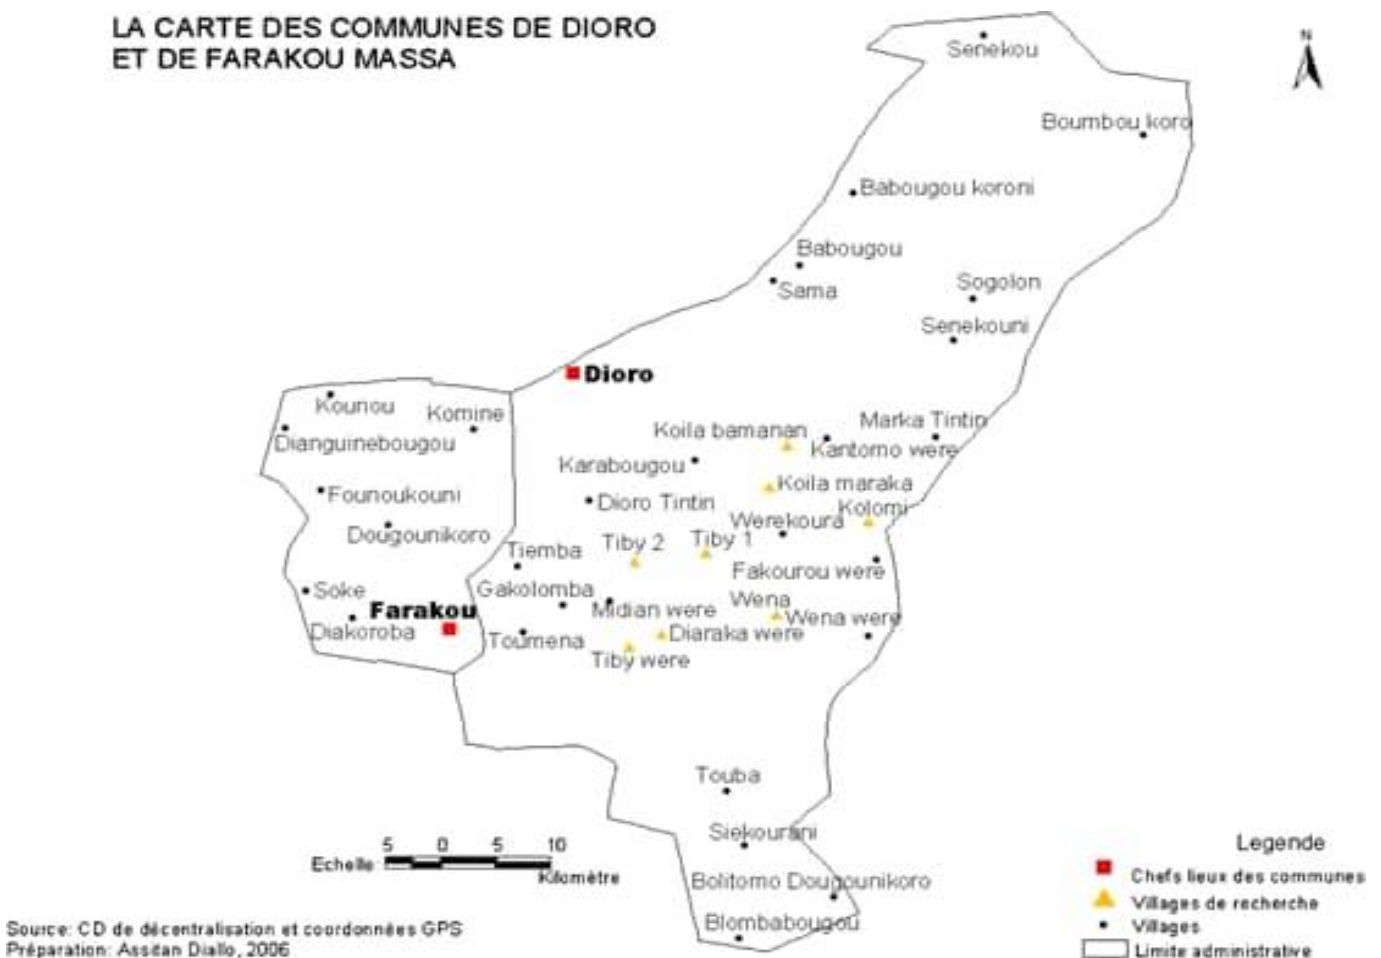 LA CARTE DES COMMUNES DE DIORO
ET DE FARAKOU MASSA
N
Senekou
Boumbou koro
Babougou koroni
Babougou
Sama
Sogolon
Senekouni
Dioro
Kounou
Komine
Dianguinebougou
Koila bamanan
Marka Tintin
Kantomo were
Karabougou
Koila maraka
Founoukouni
Dioro Tintin
Kolomi
Werekoura
Dougounikoro
Tiemba
Tiby 2
Tiby 1
Fakourou were
Soke
Gakolomba
Midian were
Wena
Wena were
Farakou
Diakoroba
Toumena
Diaraka were
Tiby were
Touba
Siekourani
Bolitomo Dougounikoro
Blombabougou
5 0 5 10
Echelle
Kilomètre
Legende
Chefs lieux des communes
Villages de recherche
Villages
Limite administrative
Source: CD de décentralisation et coordonnées GPS
Préparation: Assitan Diallo, 2006